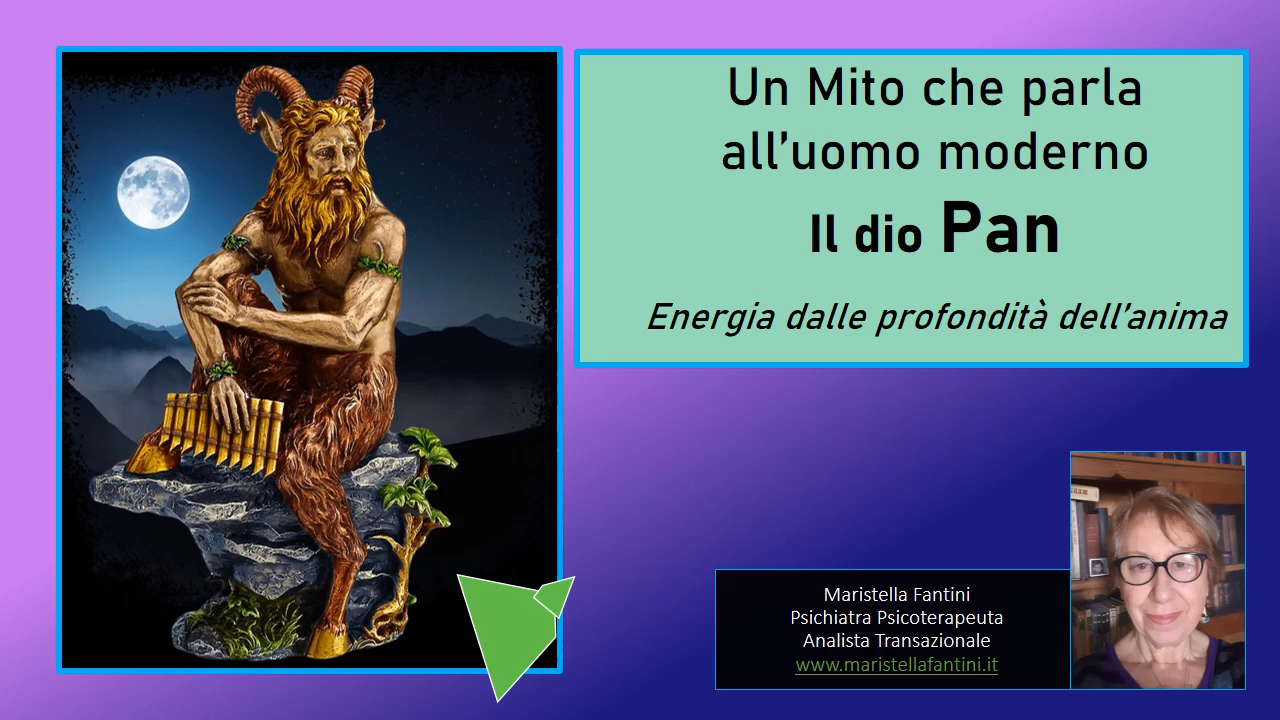 Un Mito che parla
all’uomo moderno
Il dio Pan
Energia dalle profondità dell’anima
Maristella Fantini
Psichiatra Psicoterapeuta
Analista Transazionale
www.maristellafantini.it